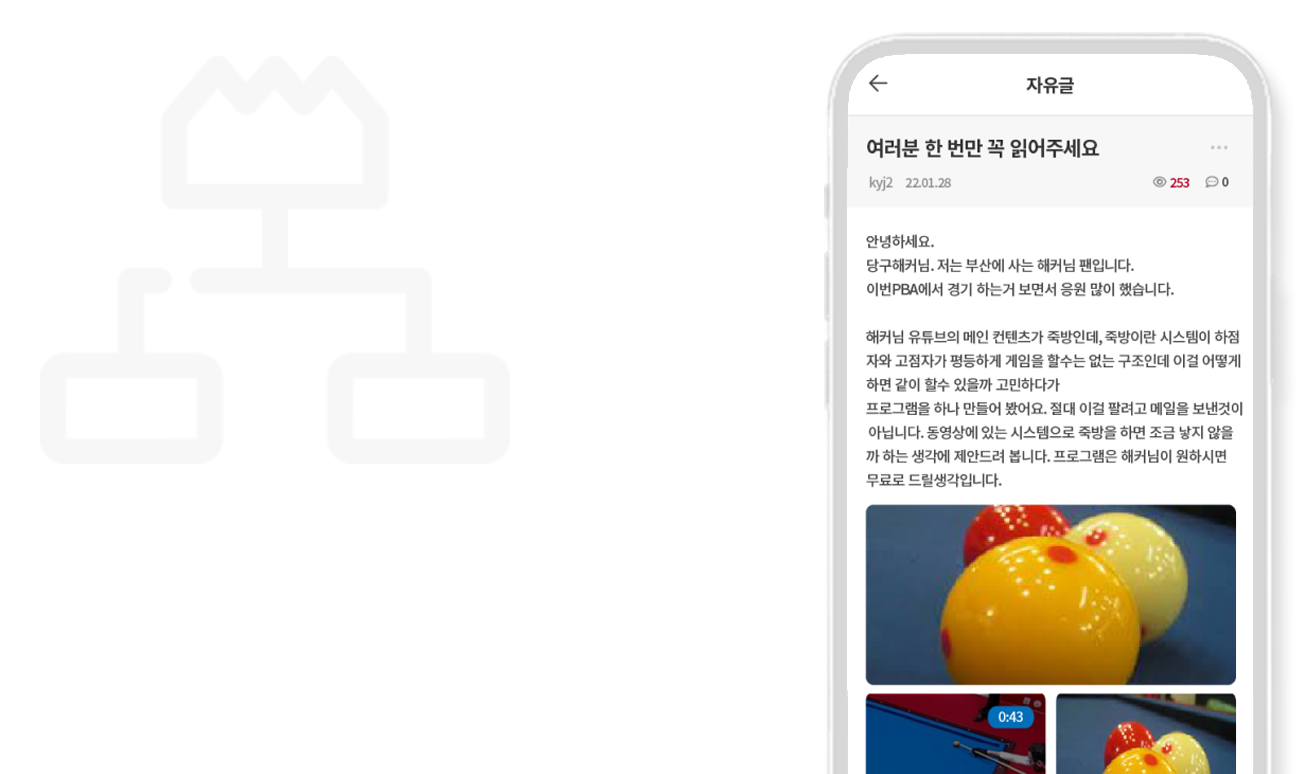 자유글
여러분 한 번만 꼭 읽어주세요
kyj2 22.01.28 253 0
안녕하세요.
당구해커님. 저는 부산에 사는 해커님 팬입니다.
이번PBA에서 경기 하는거 보면서 응원 많이 했습니다.
해커님 유튜브의 메인 컨텐츠가 죽방인데, 죽방이란 시스템이 하점
자와 고점자가 평등하게 게임을 할수는 없는 구조인데 이걸 어떻게
하면 같이 할수 있을까 고민하다가
프로그램을 하나 만들어 봤어요. 절대 이걸 팔려고 메일을 보낸것이
아닙니다. 동영상에 있는 시스템으로 죽방을 하면 조금 낳지 않을
까 하는 생각에 제안드려 봅니다. 프로그램은 해커님이 원하시면
무료로 드릴생각입니다.
0:43